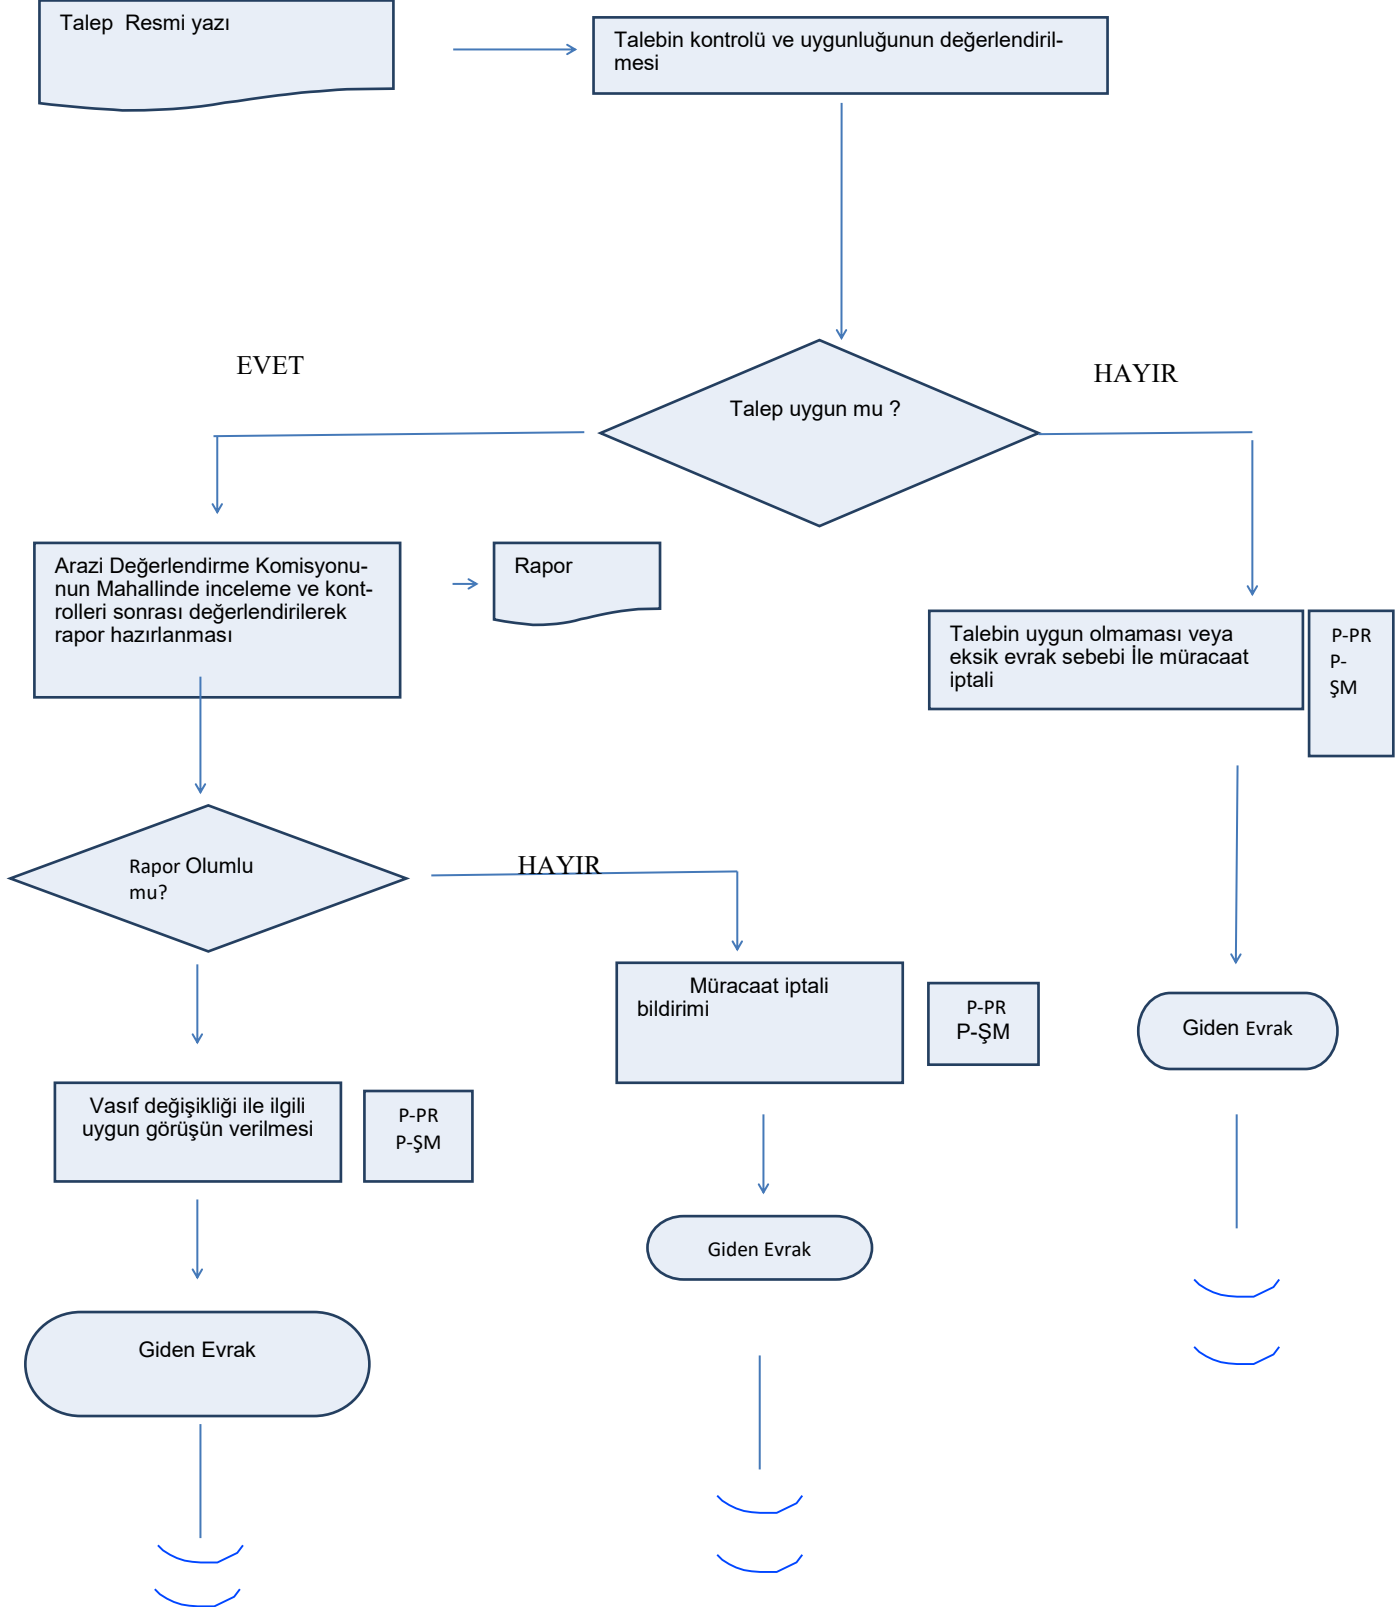 Talep  Resmi yazı
Talebin kontrolü ve uygunluğunun değerlendiril-
mesi
EVET
HAYIR
Talep uygun mu ?
Arazi Değerlendirme Komisyonu-
nun Mahallinde inceleme ve kont-
rolleri sonrası değerlendirilerek
rapor hazırlanması
Rapor
Talebin uygun olmaması veya
eksik evrak sebebi İle müracaat
iptali
P-PR
P-
ŞM
Rapor Olumlu
mu?
HAYIR
Müracaat iptali
bildirimi
P-PR
P-ŞM
Giden Evrak
Vasıf değişikliği ile ilgili
uygun görüşün verilmesi
P-PR
P-ŞM
Giden Evrak
Giden Evrak